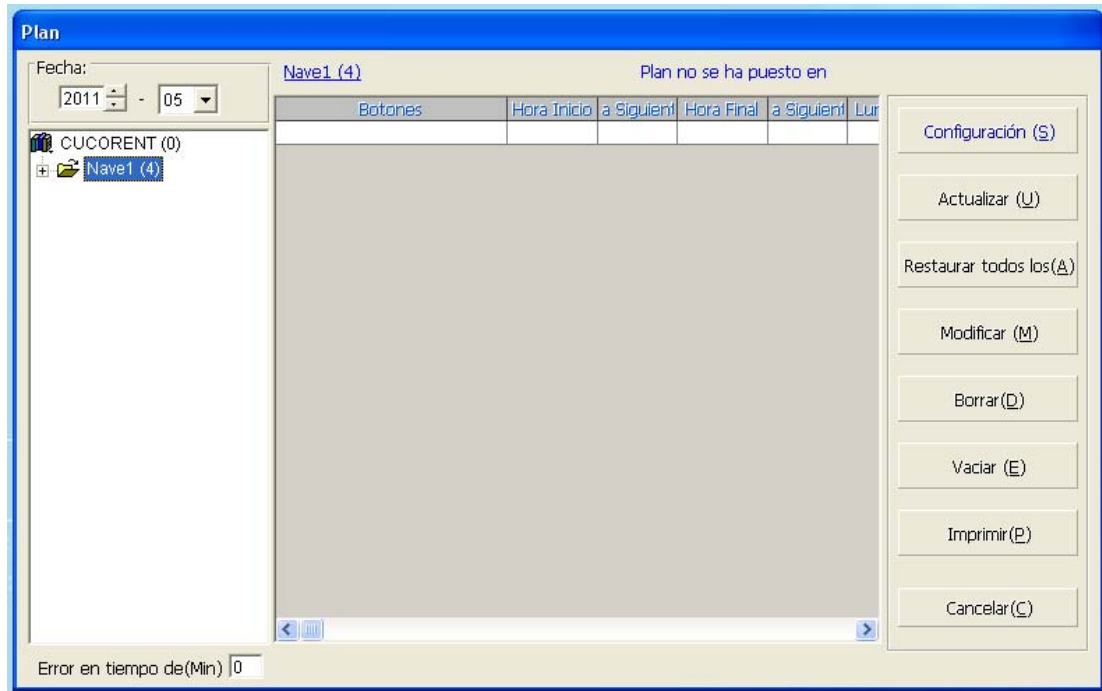 Plan
Fecha:
2011 - 05
CUCORENT (0)
Nave1 (4)
Nave1 (4) Plan no se ha puesto en
Botones Hora Inicio a Siguient Hora Final a Siguient Lun
Configuración (S)
Actualizar (U)
Restaurar todos los(A)
Modificar (M)
Borrar(D)
Vaciar (E)
Imprimir(P)
Cancelar(C)
Error en tiempo de(Min) 0